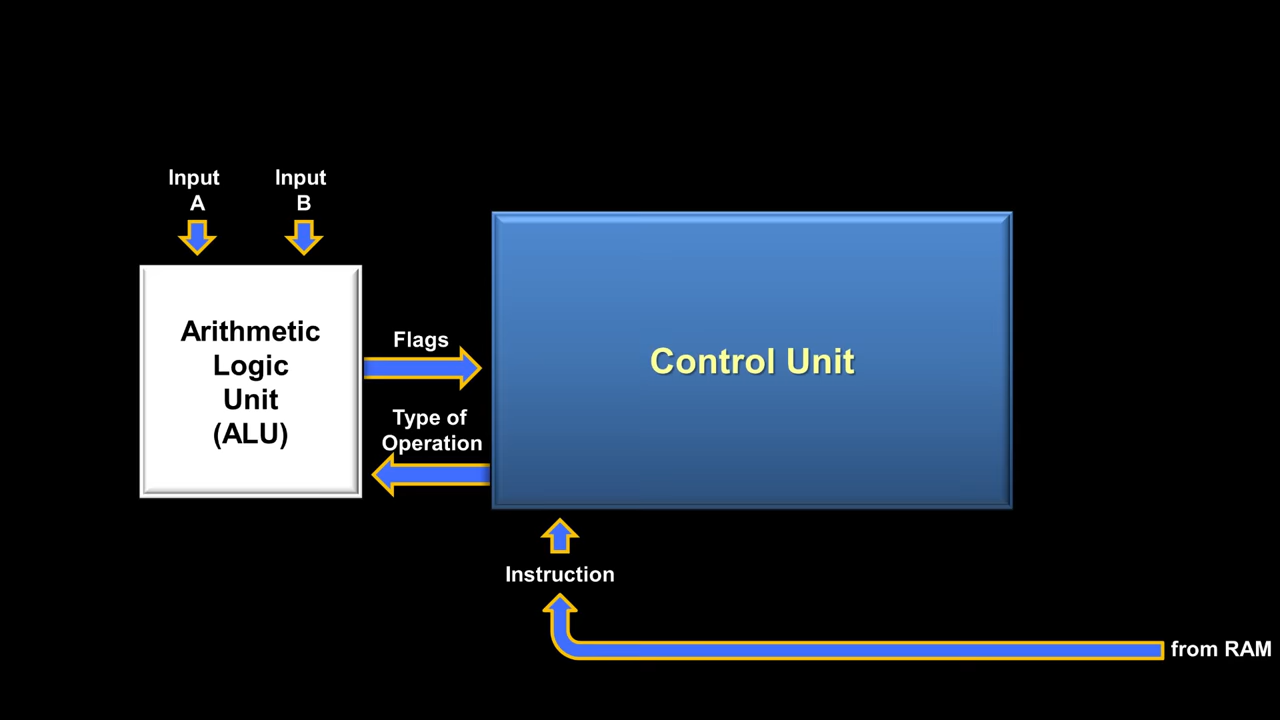 Input
A
Input
B
Arithmetic
Logic
Unit
(ALU)
Flags
Type of
Operation
Control Unit
Instruction
from RAM